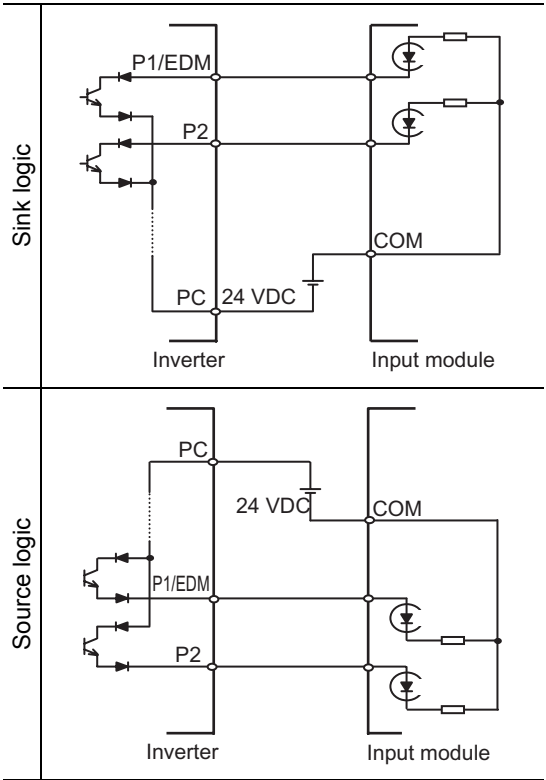 Sink logic
P1/EDM
P2
COM
PC
24 VDC
Inverter
Input module
Source logic
PC
24 VDC
COM
P1/EDM
P2
Inverter
Input module